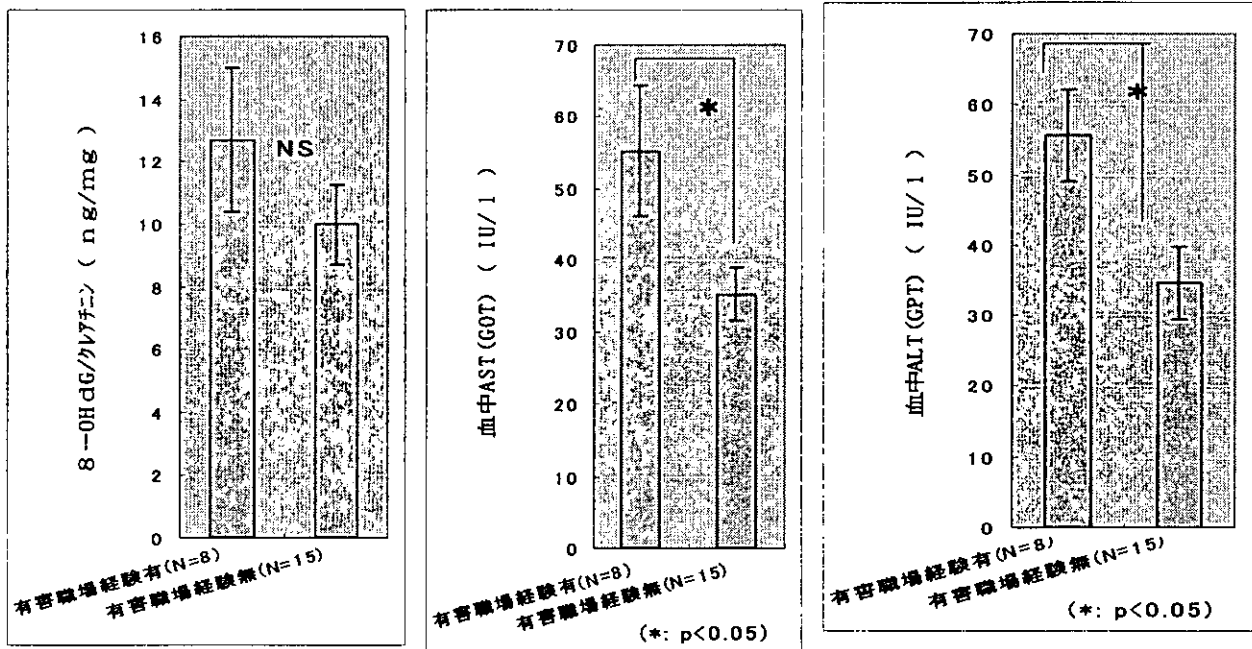 8--OHdG/クレアチニン ( ng/mg )
16
14
12
10
8
6
4
2
0
NS
有害職場経験有(N=8)
有害職場経験無(N=15)
血中AST(GOT) ( IU/l )
70
60
50
40
30
20
10
0
*
有害職場経験有(N=8)
有害職場経験無(N=15)
(*: p<0.05)
血中ALT(GPT) ( IU/l )
70
60
50
40
30
20
10
0
*
有害職場経験有(N=8)
有害職場経験無(N=15)
(*: p<0.05)